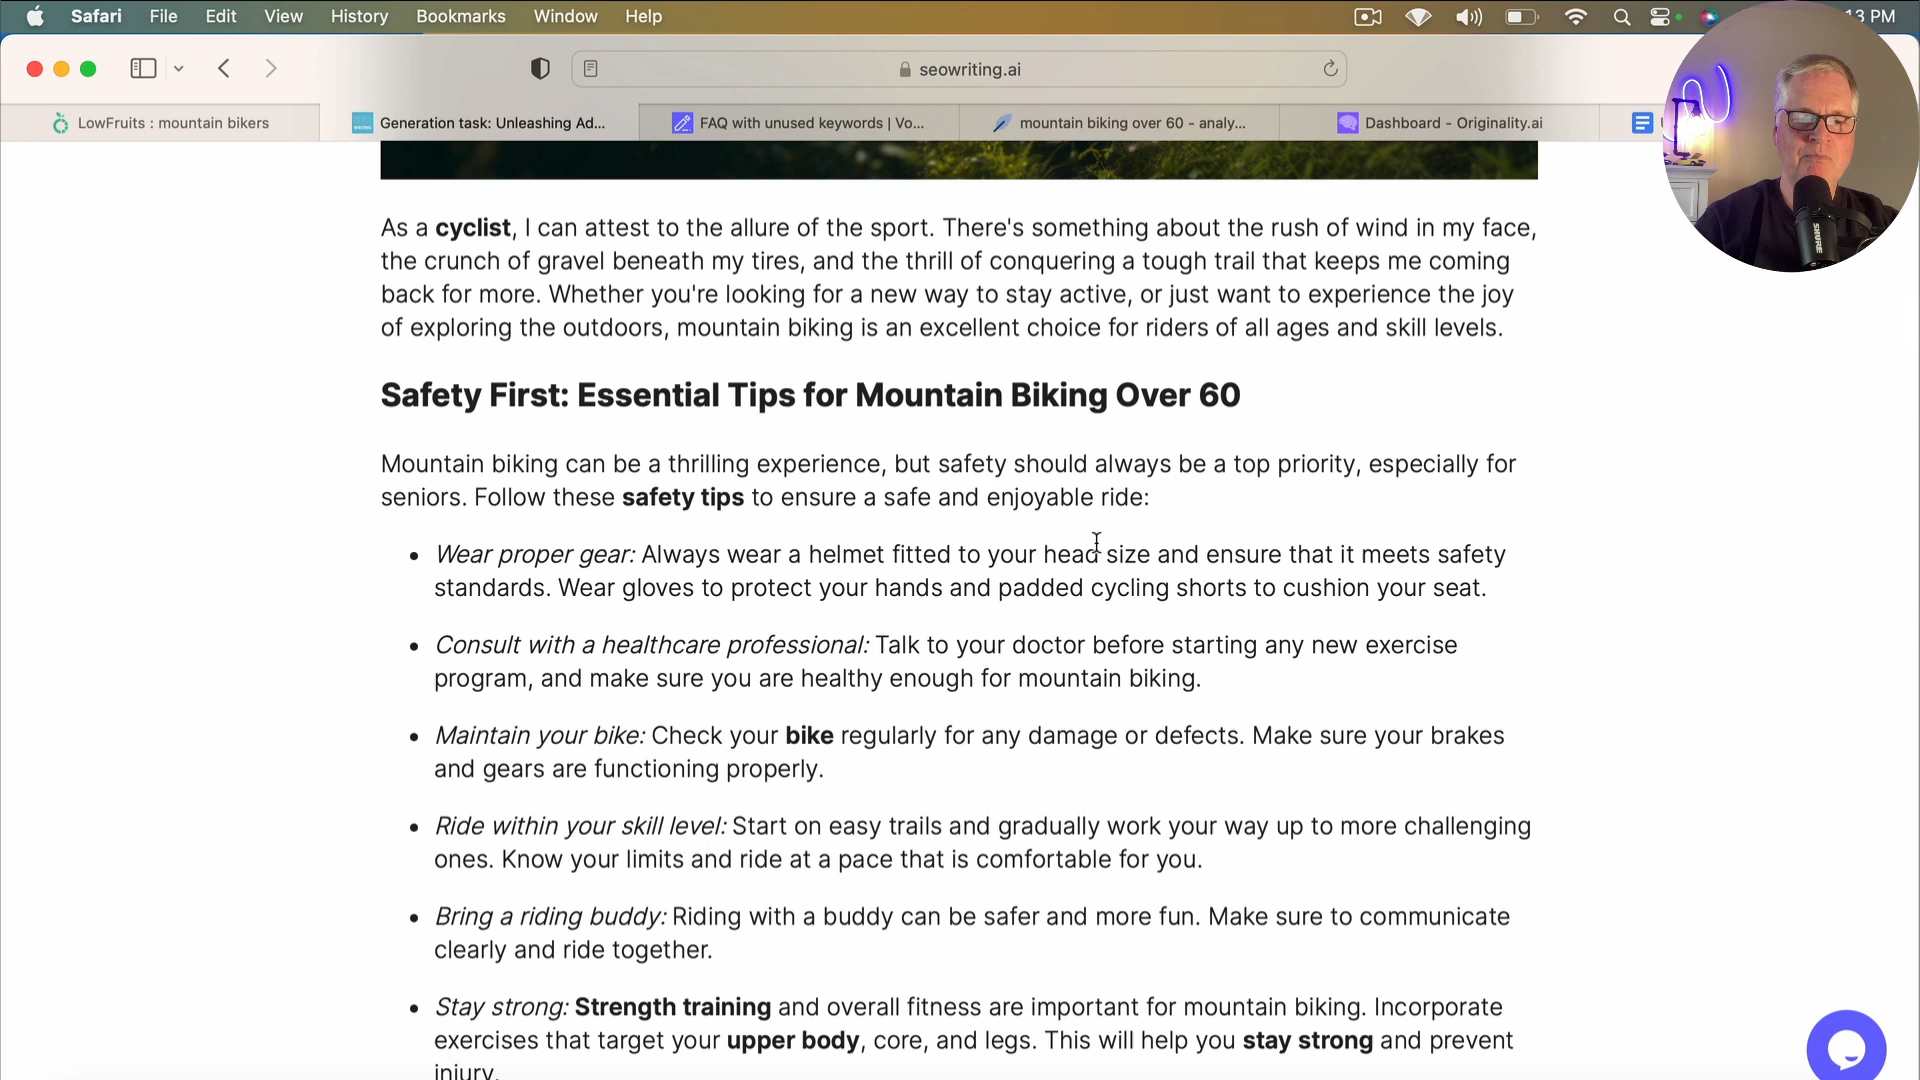 Safari File Edit View History Bookmarks Window Help
13 PM
seowriting.ai
LowFruits : mountain bikers
Generation task: Unleashing Ad...
FAQ with unused keywords | Vo...
mountain biking over 60 - analy...
Dashboard - Originality.ai
As a cyclist, I can attest to the allure of the sport. There's something about the rush of wind in my face,
the crunch of gravel beneath my tires, and the thrill of conquering a tough trail that keeps me coming
back for more. Whether you're looking for a new way to stay active, or just want to experience the joy
of exploring the outdoors, mountain biking is an excellent choice for riders of all ages and skill levels.
Safety First: Essential Tips for Mountain Biking Over 60
Mountain biking can be a thrilling experience, but safety should always be a top priority, especially for
seniors. Follow these safety tips to ensure a safe and enjoyable ride:
• Wear proper gear: Always wear a helmet fitted to your head size and ensure that it meets safety
standards. Wear gloves to protect your hands and padded cycling shorts to cushion your seat.
• Consult with a healthcare professional: Talk to your doctor before starting any new exercise
program, and make sure you are healthy enough for mountain biking.
• Maintain your bike: Check your bike regularly for any damage or defects. Make sure your brakes
and gears are functioning properly.
• Ride within your skill level: Start on easy trails and gradually work your way up to more challenging
ones. Know your limits and ride at a pace that is comfortable for you.
• Bring a riding buddy: Riding with a buddy can be safer and more fun. Make sure to communicate
clearly and ride together.
• Stay strong: Strength training and overall fitness are important for mountain biking. Incorporate
exercises that target your upper body, core, and legs. This will help you stay strong and prevent
injury.
SHURE